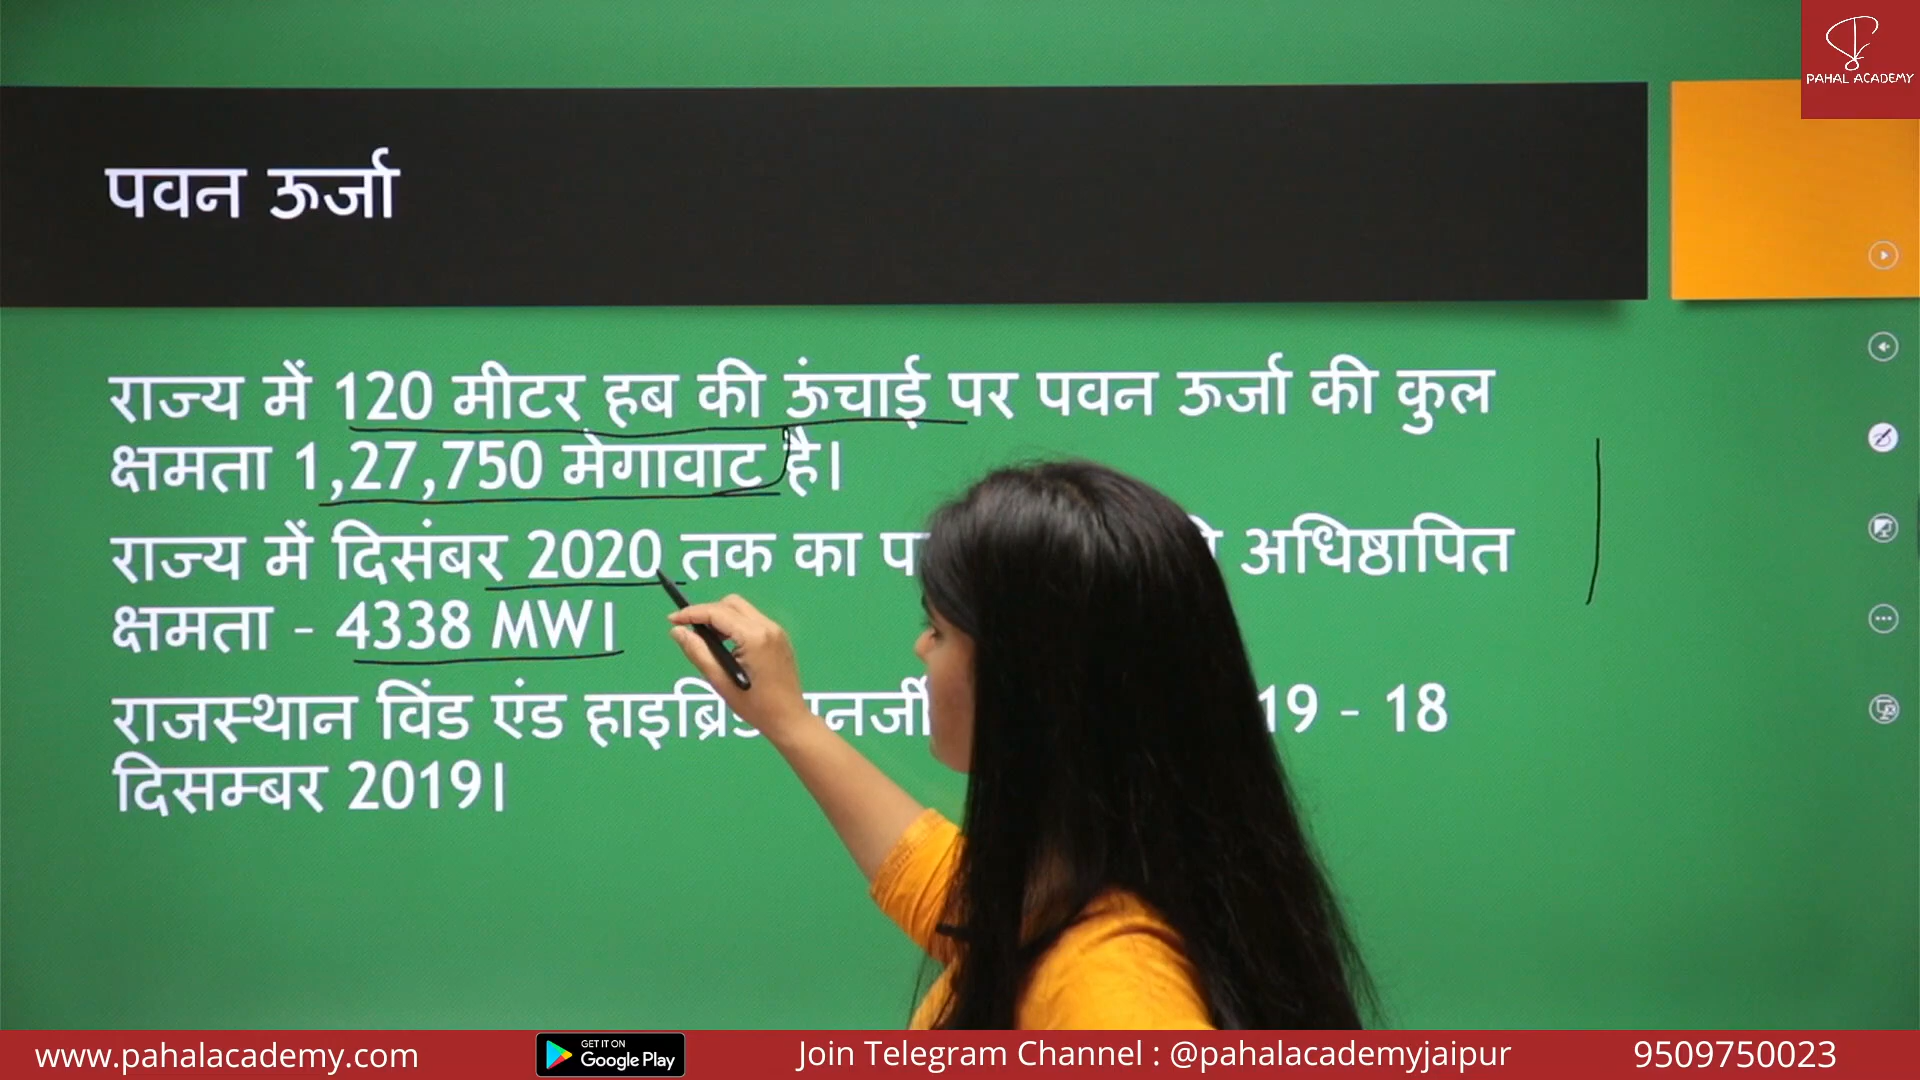 PAHAL ACADEMY
पवन ऊर्जा
राज्य में 120 मीटर हब की ऊंचाई पर पवन ऊर्जा की कुल
क्षमता 1,27,750 मेगावाट है।
राज्य में दिसंबर 2020 तक का अधिष्ठापित
क्षमता - 4338 MW।
राजस्थान विंड एंड हाइब्रिड 19 - 18
दिसम्बर 2019।
www.pahalacademy.com
GET IT ON
Google Play
Join Telegram Channel : @pahalacademyjaipur
9509750023